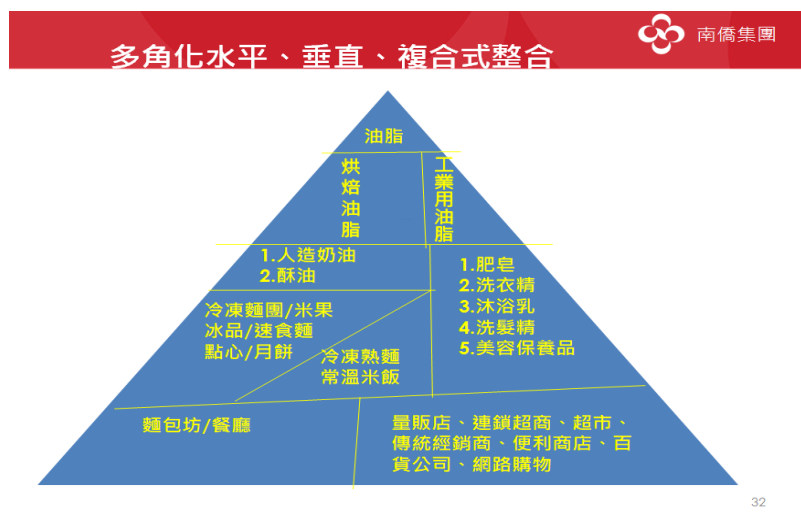 南僑集團
多角化水平、垂直、複合式整合
油脂
烘焙油脂
工業用油脂
1.人造奶油
2.酥油
1.肥皂
2.洗衣精
3.沐浴乳
4.洗髮精
5.美容保養品
冷凍麵團/米果
冰品/速食麵
點心/月餅
冷凍熟麵
常溫米飯
麵包坊/餐廳
量販店、連鎖超商、超市、
傳統經銷商、便利商店、百
貨公司、網路購物
32